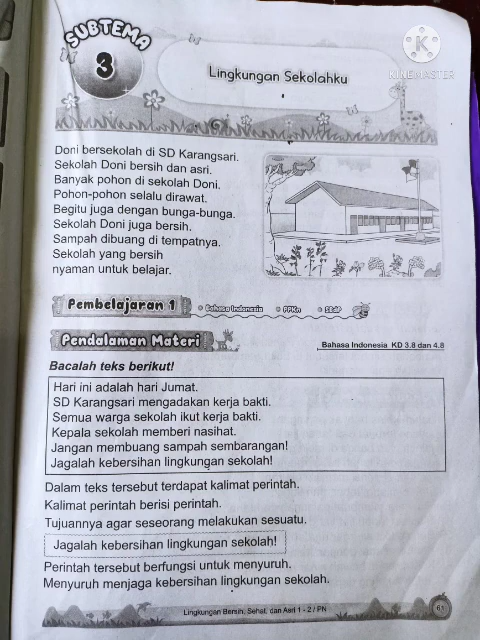 KINEMASTER
SUBTEMA
3
Lingkungan Sekolahku
Doni bersekolah di SD Karangsari.
Sekolah Doni bersih dan asri.
Banyak pohon di sekolah Doni.
Pohon-pohon selalu dirawat.
Begitu juga dengan bunga-bunga.
Sekolah Doni juga bersih.
Sampah dibuang di tempatnya.
Sekolah yang bersih
nyaman untuk belajar.
Pembelajaran 1
• Bahasa Indonesia • PPKn • SBdP
Pendalaman Materi
Bahasa Indonesia KD 3.8 dan 4.8
Bacalah teks berikut!
Hari ini adalah hari Jumat.
SD Karangsari mengadakan kerja bakti.
Semua warga sekolah ikut kerja bakti.
Kepala sekolah memberi nasihat.
Jangan membuang sampah sembarangan!
Jagalah kebersihan lingkungan sekolah!
Dalam teks tersebut terdapat kalimat perintah.
Kalimat perintah berisi perintah.
Tujuannya agar seseorang melakukan sesuatu.
Jagalah kebersihan lingkungan sekolah!
Perintah tersebut berfungsi untuk menyuruh.
Menyuruh menjaga kebersihan lingkungan sekolah.
Lingkungan Bersih, Sehat, dan Asri 1 - 2 / PN
61